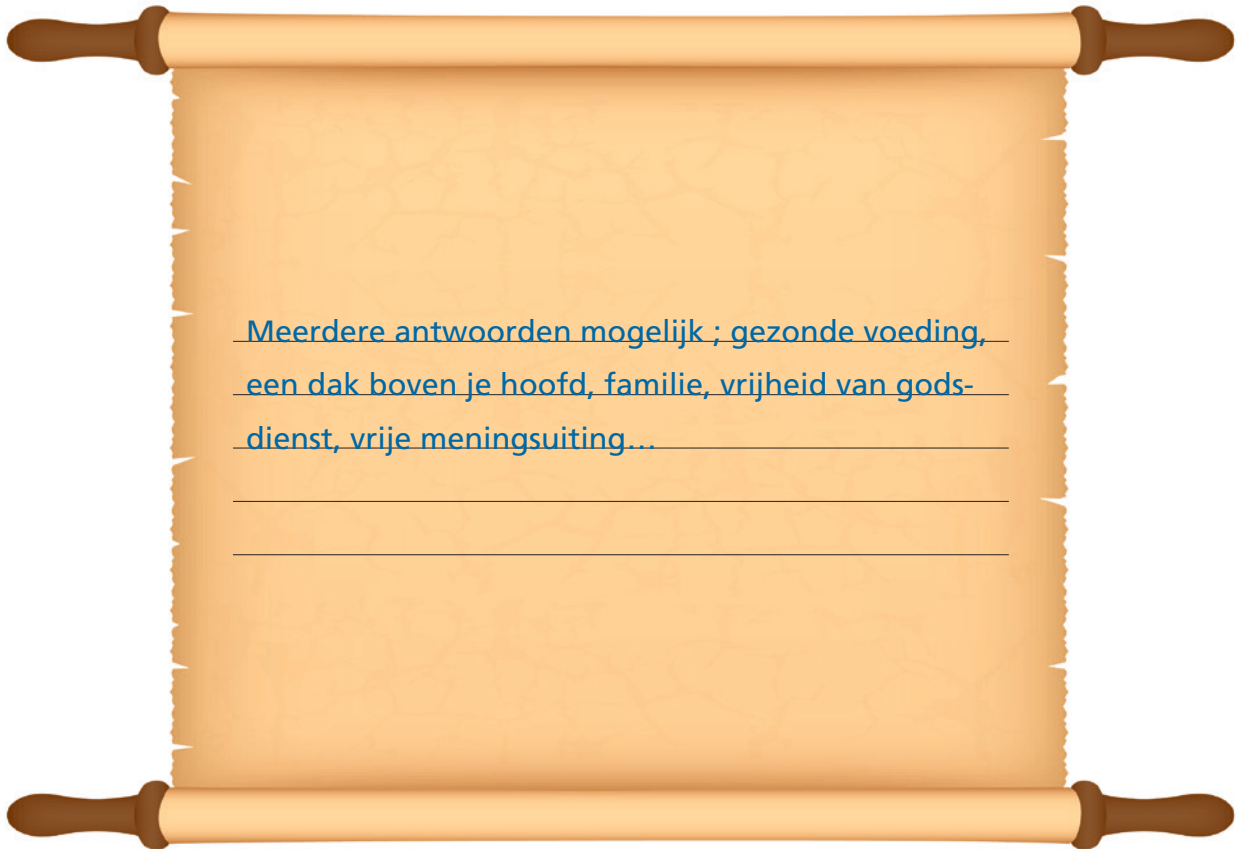 Meerdere antwoorden mogelijk ; gezonde voeding,
een dak boven je hoofd, familie, vrijheid van gods-
dienst, vrije meningsuiting…